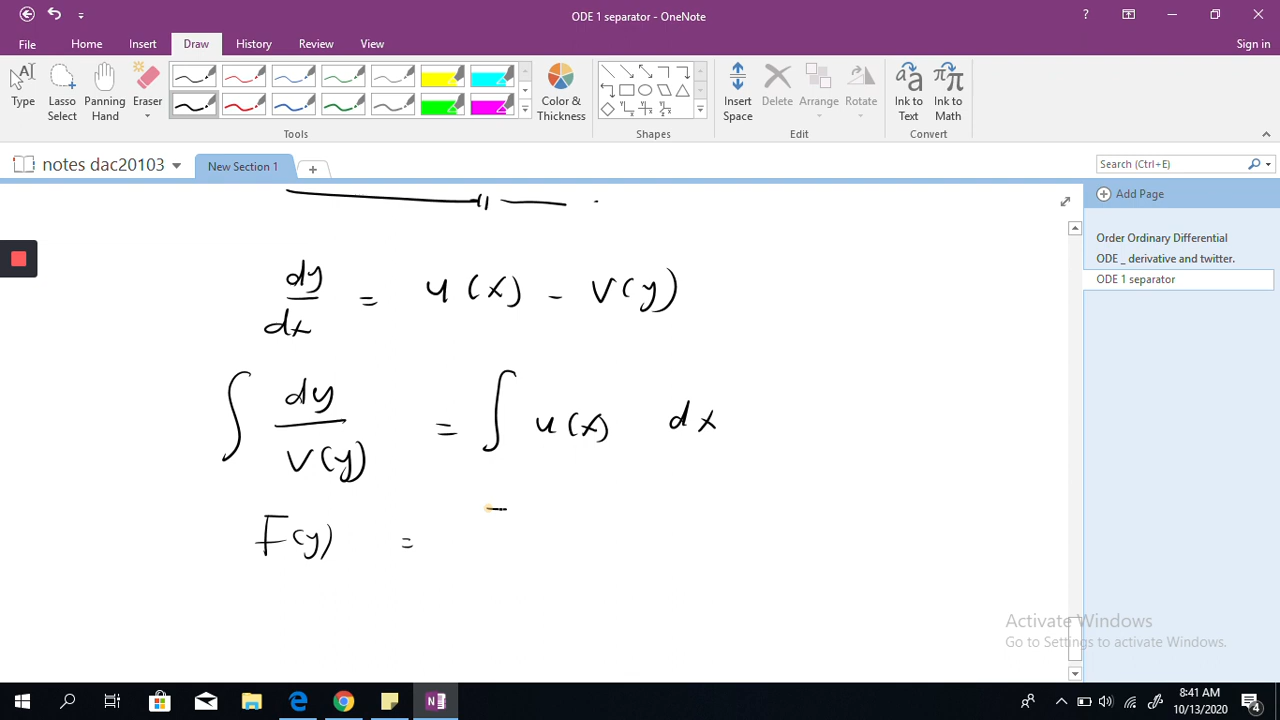 ODE 1 separator - OneNote
? 
File Home Insert Draw History Review View Sign in
Type
Lasso Select
Panning Hand
Eraser
Color & Thickness
Insert Space
Delete
Arrange
Rotate
Ink to Text
Ink to Math
Tools Shapes Edit Convert
notes dac20103 New Section 1 +
Search (Ctrl+E)
Add Page
Order Ordinary Differential
ODE _ derivative and twitter.
ODE 1 separator
dy/dx = u(x) - v(y)
∫ dy/v(y) = ∫ u(x) dx
F(y) =
Activate Windows
Go to Settings to activate Windows.
8:41 AM
10/13/2020
4